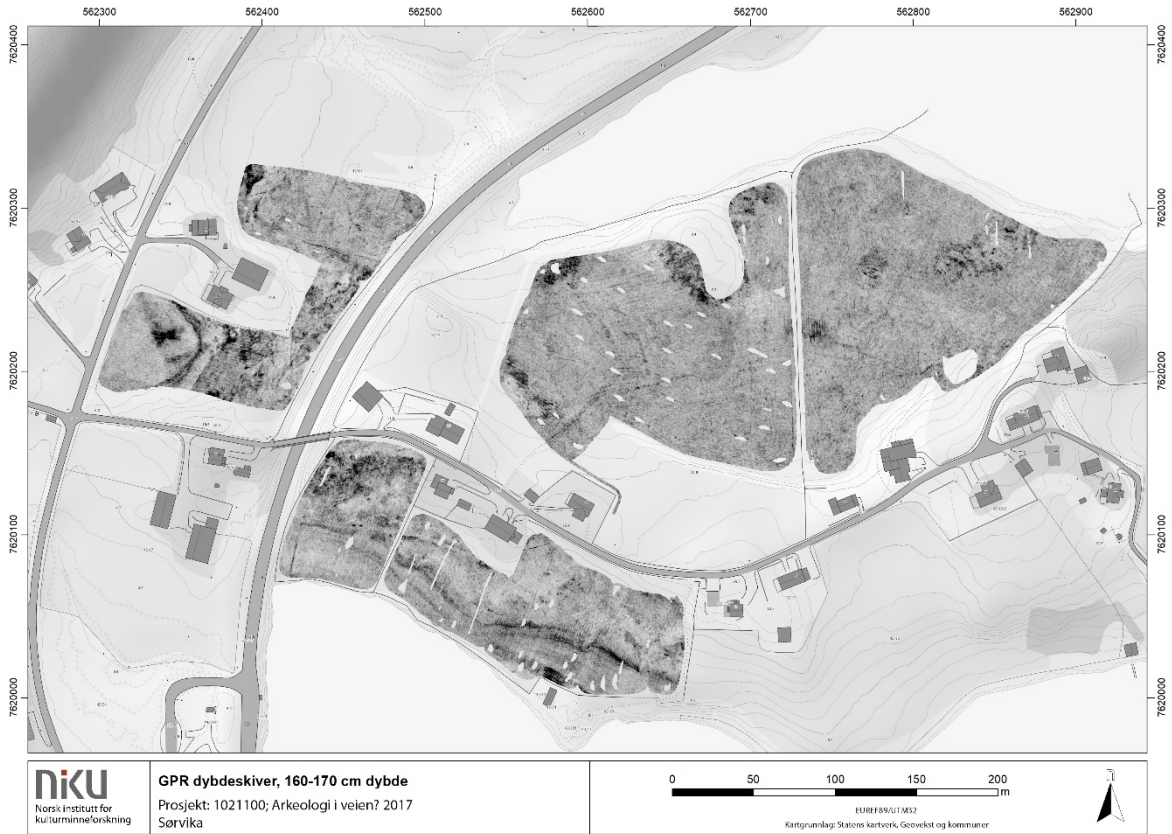 562300 562400 562500 562600 562700 562800 562900
7620400 7620400
7620300 7620300
7620200 7620200
7620100 7620100
7620000 7620000
niku
Norsk institutt for
kulturminneforskning
GPR dybdeskiver, 160-170 cm dybde
Prosjekt: 1021100; Arkeologi i veien? 2017
Sørvika
0 50 100 150 200
m
EUREF89/UTM32
Kartgrunnlag: Statens kartverk, Geovekst og kommuner